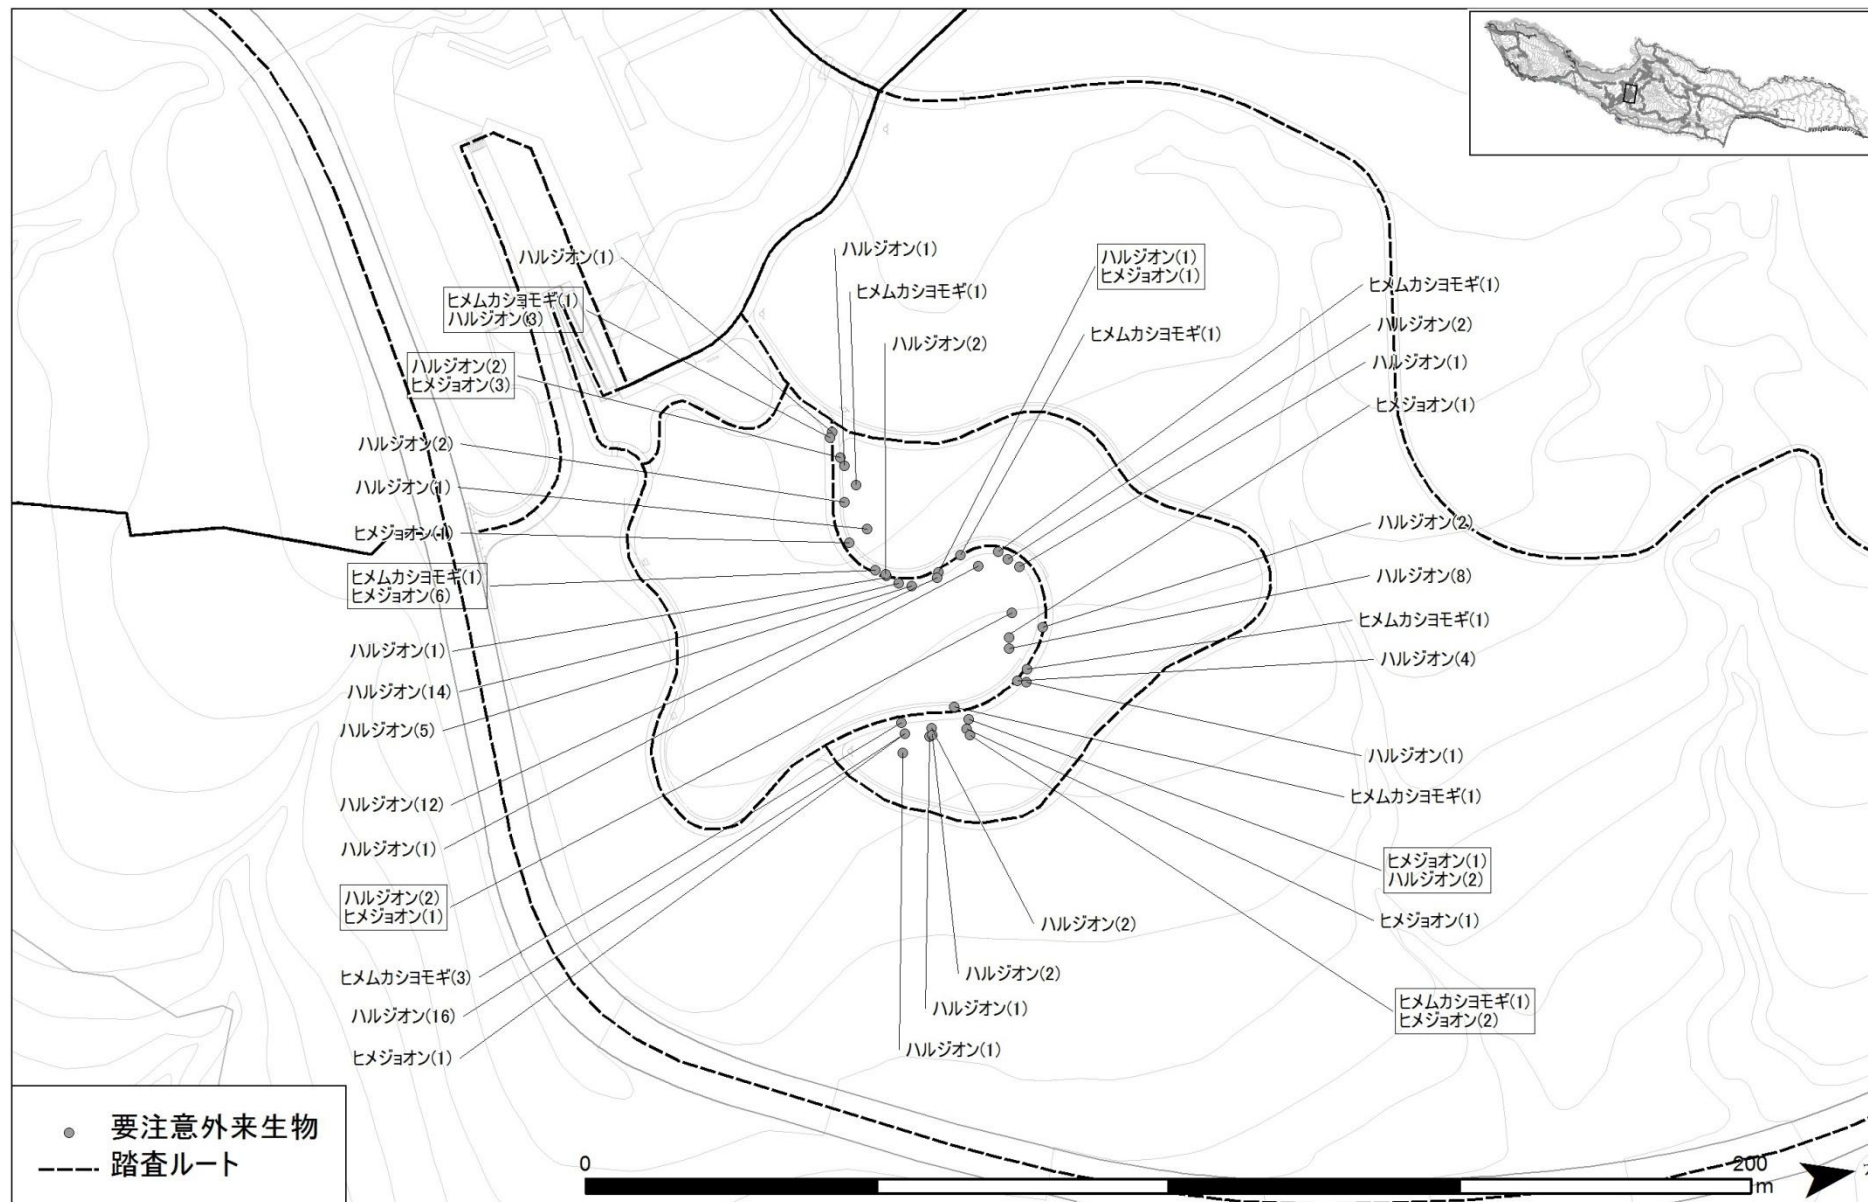 ハルジオン(1)
ハルジオン(1)
ヒメムカショモギ(1)
ハルジオン(3)
ヒメムカショモギ(1)
ハルジオン(2)
ハルジオン(1)
ヒメジョオン(1)
ヒメムカショモギ(1)
ヒメムカショモギ(1)
ハルジオン(2)
ハルジオン(1)
ヒメジョオン(1)
ハルジオン(2)
ヒメジョオン(3)
ハルジオン(2)
ハルジオン(1)
ヒメジョオン(1)
ヒメムカショモギ(1)
ヒメジョオン(6)
ハルジオン(1)
ハルジオン(14)
ハルジオン(5)
ハルジオン(12)
ハルジオン(1)
ハルジオン(2)
ヒメジョオン(1)
ヒメムカショモギ(3)
ハルジオン(16)
ヒメジョオン(1)
ハルジオン(2)
ハルジオン(8)
ヒメムカショモギ(1)
ハルジオン(4)
ハルジオン(1)
ヒメムカショモギ(1)
ヒメジョオン(1)
ハルジオン(2)
ヒメジョオン(1)
ヒメムカショモギ(1)
ヒメジョオン(2)
ハルジオン(2)
ハルジオン(2)
ハルジオン(1)
ハルジオン(1)
要注意外来生物
踏査ルート
0
200
m